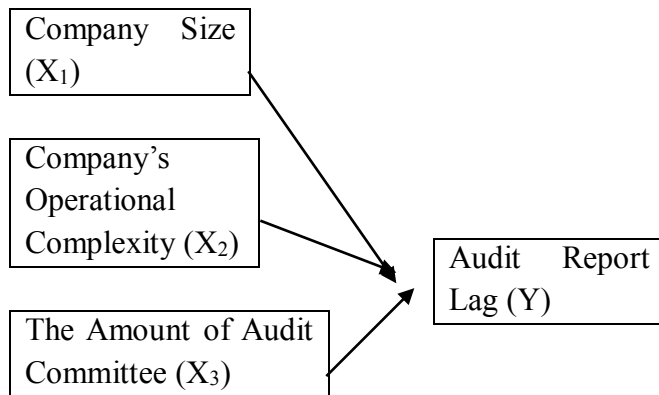 Company Size
(X₁)
Company’s
Operational
Complexity (X₂)
Audit Report
Lag (Y)
The Amount of Audit
Committee (X₃)